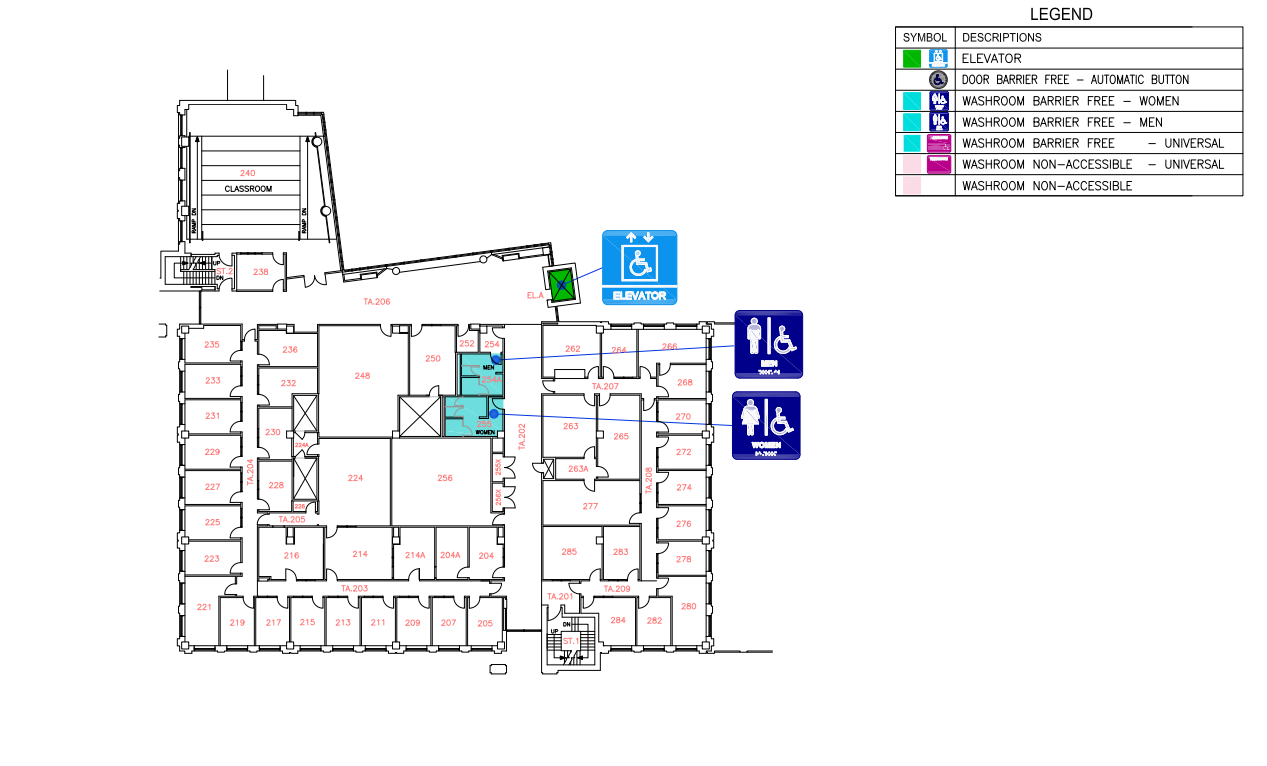 LEGEND
SYMBOL DESCRIPTIONS
ELEVATOR
DOOR BARRIER FREE - AUTOMATIC BUTTON
WASHROOM BARRIER FREE - WOMEN
WASHROOM BARRIER FREE - MEN
WASHROOM BARRIER FREE - UNIVERSAL
WASHROOM NON-ACCESSIBLE - UNIVERSAL
WASHROOM NON-ACCESSIBLE
240
CLASSROOM
RAMP DN
RAMP DN
UP
DN
ST.2
238
TA.206
EL.A
ELEVATOR
235
236
248
250
252
254
262
264
266
MEN
254A
MEN
233
232
TA.207
268
231
230
255
WOMEN
WOMEN
263
265
270
229
224A
TA.202
272
227
TA.204
228
224
256
255X
263A
TA.208
274
226
256X
277
225
TA.205
276
223
216
214
214A
204A
204
285
283
278
TA.203
TA.201
TA.209
221
219
217
215
213
211
209
207
205
284
282
280
DN
UP
ST.1